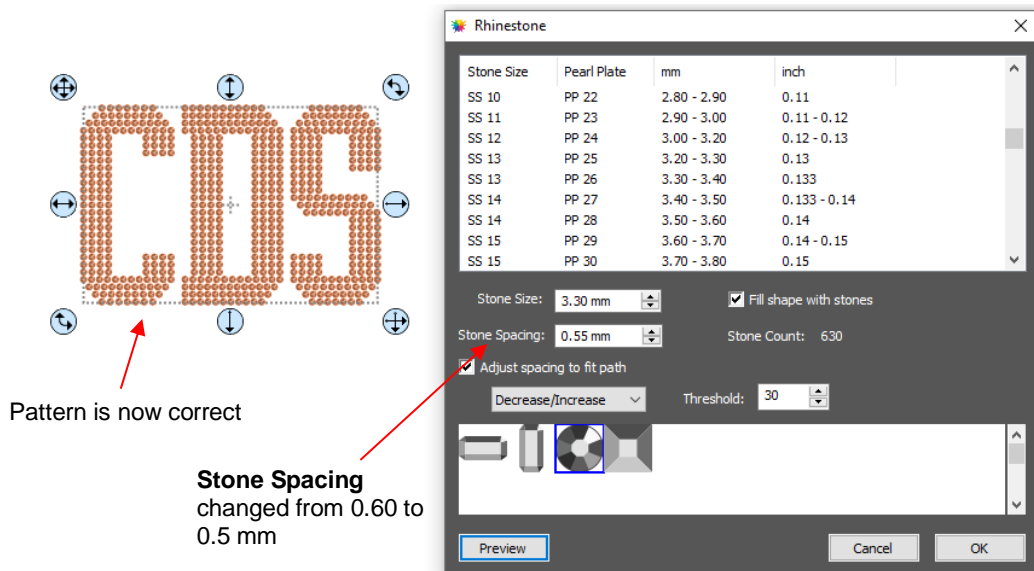 Rhinestone
Stone Size Pearl Plate mm inch
SS 10 PP 22 2.80 - 2.90 0.11
SS 11 PP 23 2.90 - 3.00 0.11 - 0.12
SS 12 PP 24 3.00 - 3.20 0.12 - 0.13
SS 13 PP 25 3.20 - 3.30 0.13
SS 13 PP 26 3.30 - 3.40 0.133
SS 14 PP 27 3.40 - 3.50 0.133 - 0.14
SS 14 PP 28 3.50 - 3.60 0.14
SS 15 PP 29 3.60 - 3.70 0.14 - 0.15
SS 15 PP 30 3.70 - 3.80 0.15
CDS
Stone Size: 3.30 mm Fill shape with stones
Stone Spacing: 0.55 mm Stone Count: 630
Adjust spacing to fit path
Decrease/Increase Threshold: 30
Pattern is now correct
Stone Spacing
changed from 0.60 to
0.5 mm
Preview Cancel OK